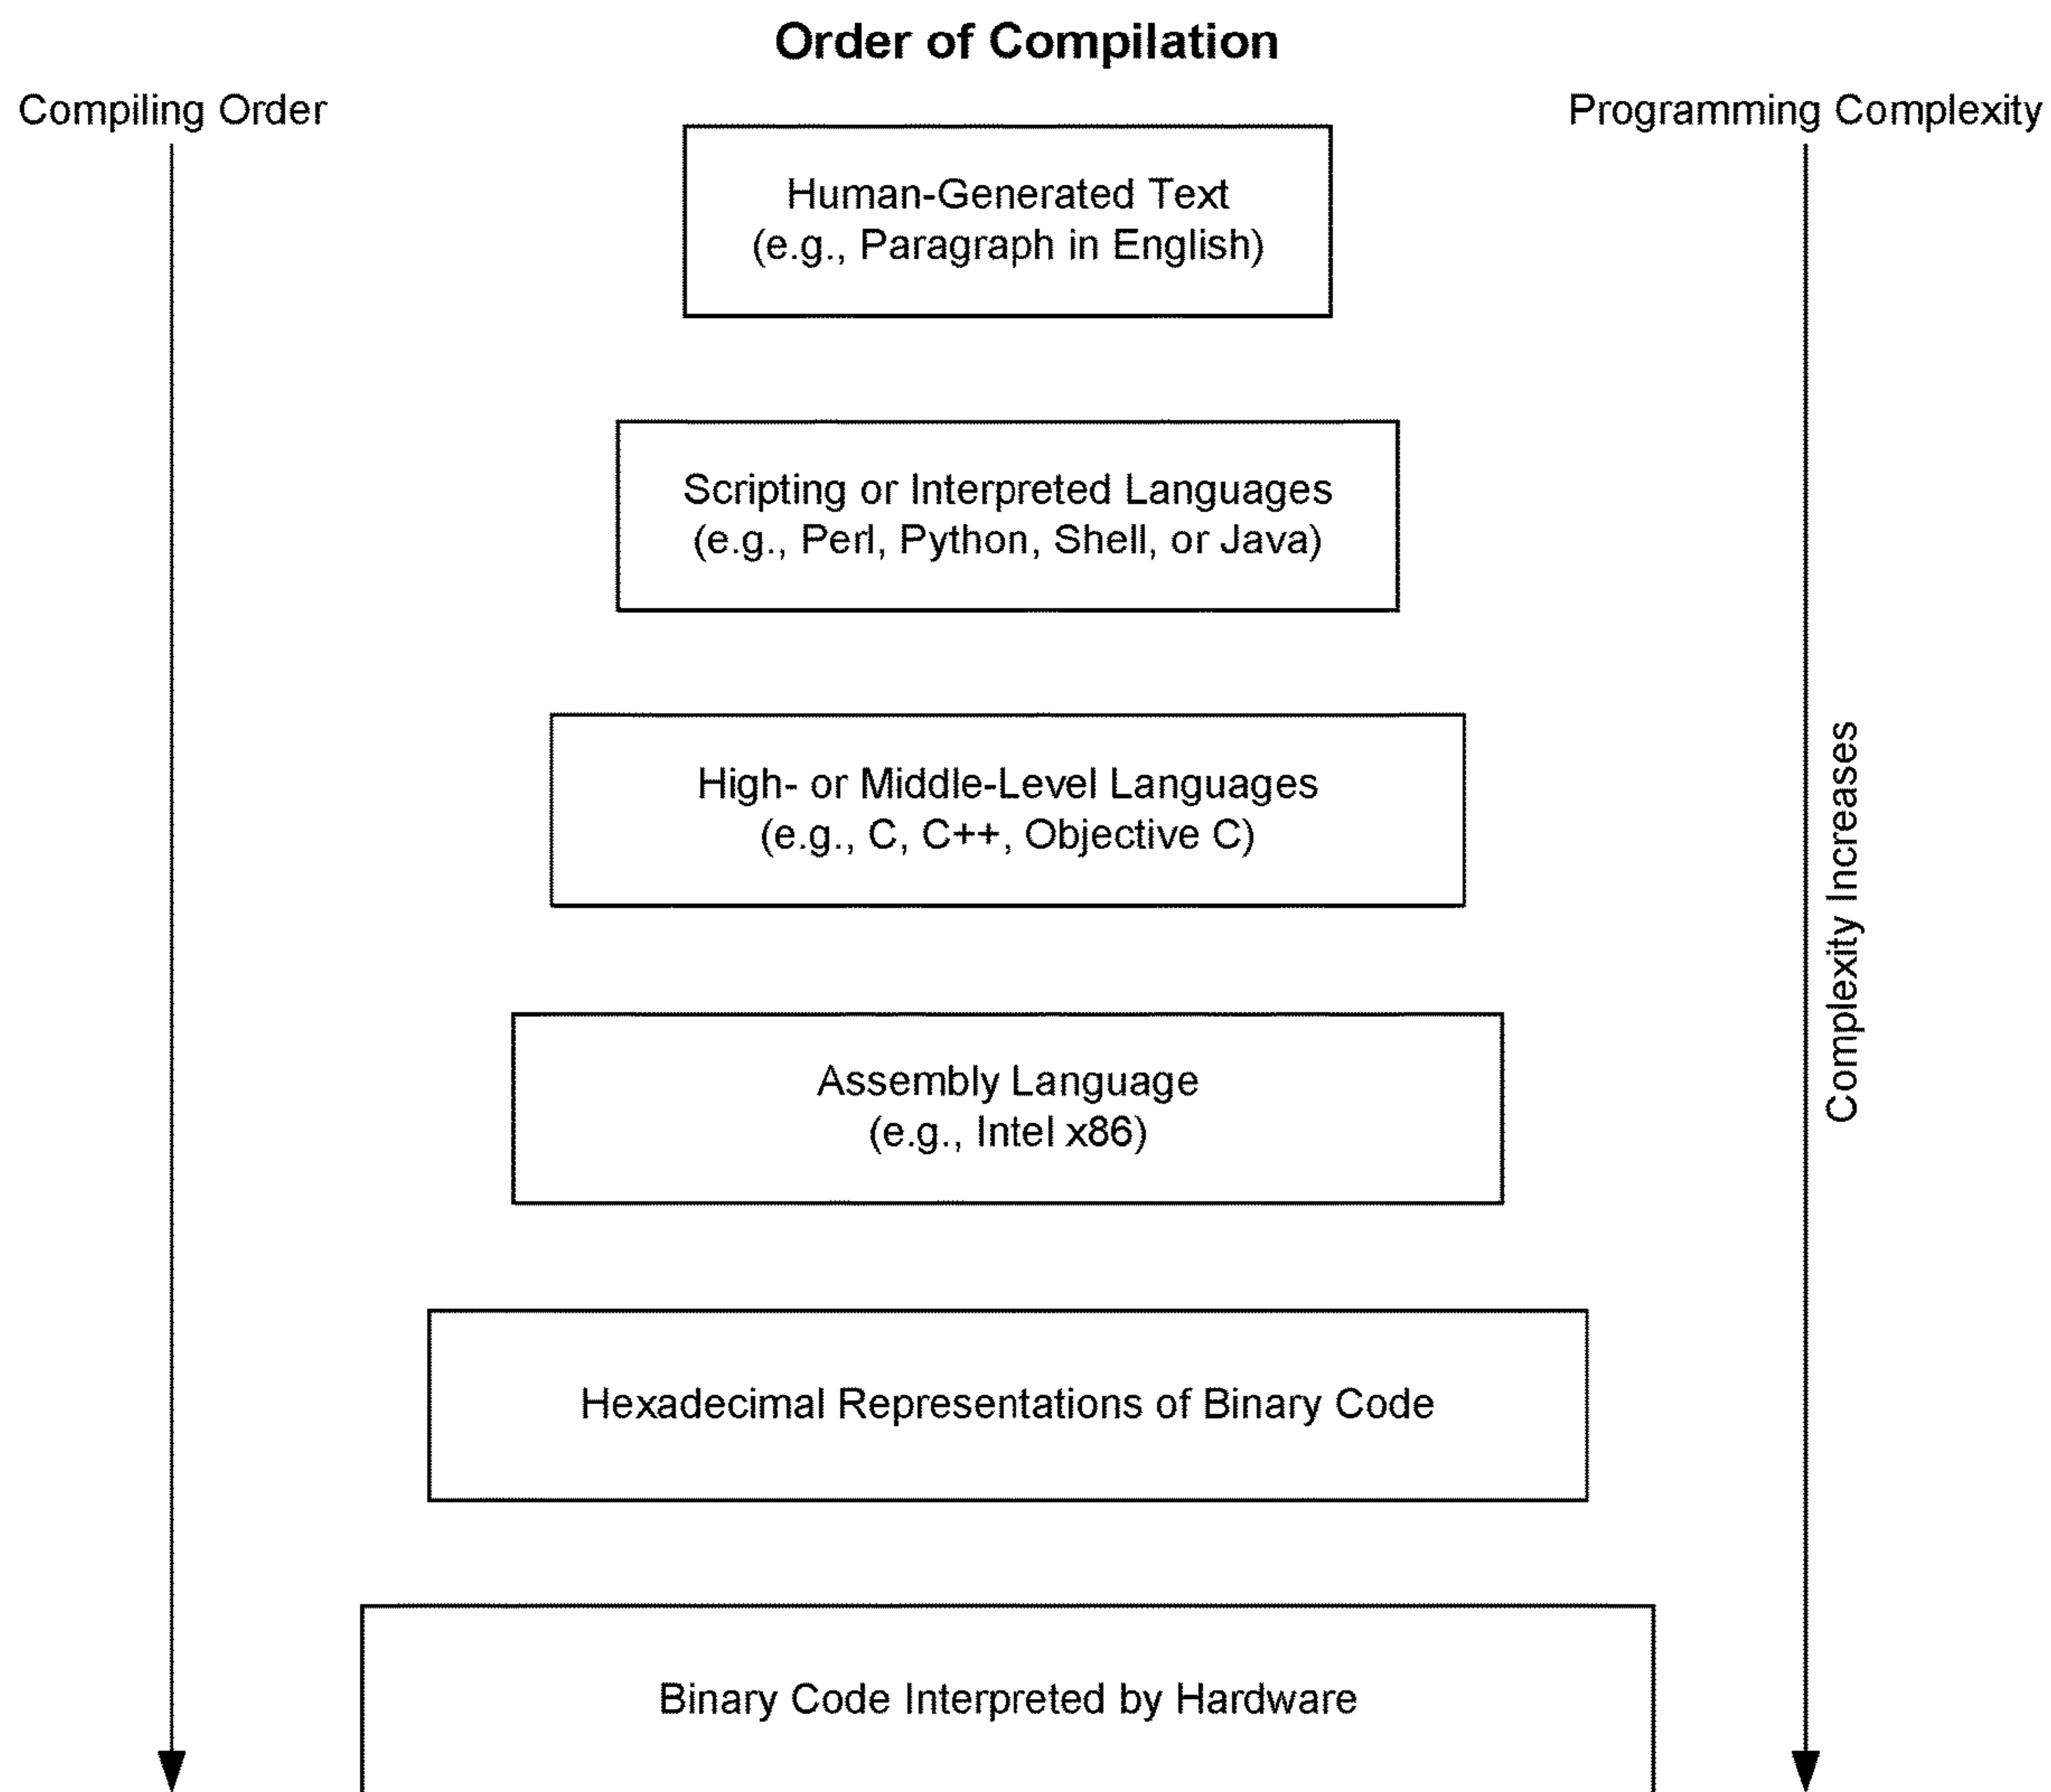 Order of Compilation
Compiling Order
Programming Complexity
Human-Generated Text
(e.g., Paragraph in English)
Scripting or Interpreted Languages
(e.g., Perl, Python, Shell, or Java)
High- or Middle-Level Languages
(e.g., C, C++, Objective C)
Complexity Increases
Assembly Language
(e.g., Intel x86)
Hexadecimal Representations of Binary Code
Binary Code Interpreted by Hardware